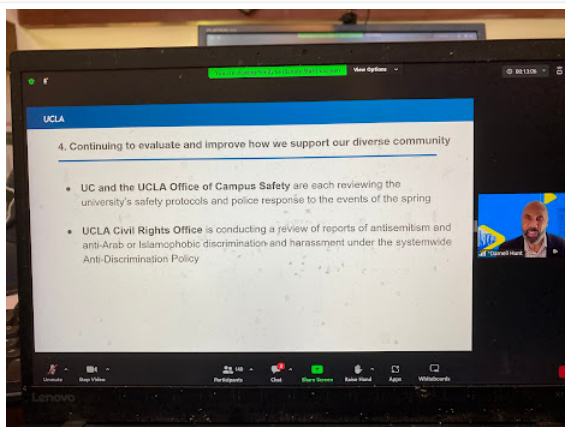 View Options
00:13:06
UCLA
4. Continuing to evaluate and improve how we support our diverse community
• UC and the UCLA Office of Campus Safety are each reviewing the
university's safety protocols and police response to the events of the spring
• UCLA Civil Rights Office is conducting a review of reports of antisemitism and
anti-Arab or Islamophobic discrimination and harassment under the systemwide
Anti-Discrimination Policy
Darnell Hunt
Unmute
Stop Video
Participants
Chat
Share Screen
Raise Hand
Apps
Whiteboards
Lenovo